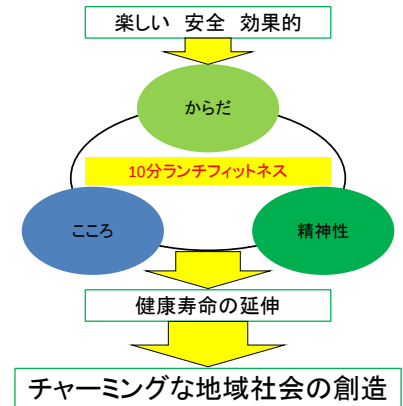 楽しい 安全 効果的
からだ
10分ランチフィットネス
こころ
精神性
健康寿命の延伸
チャーミングな地域社会の創造